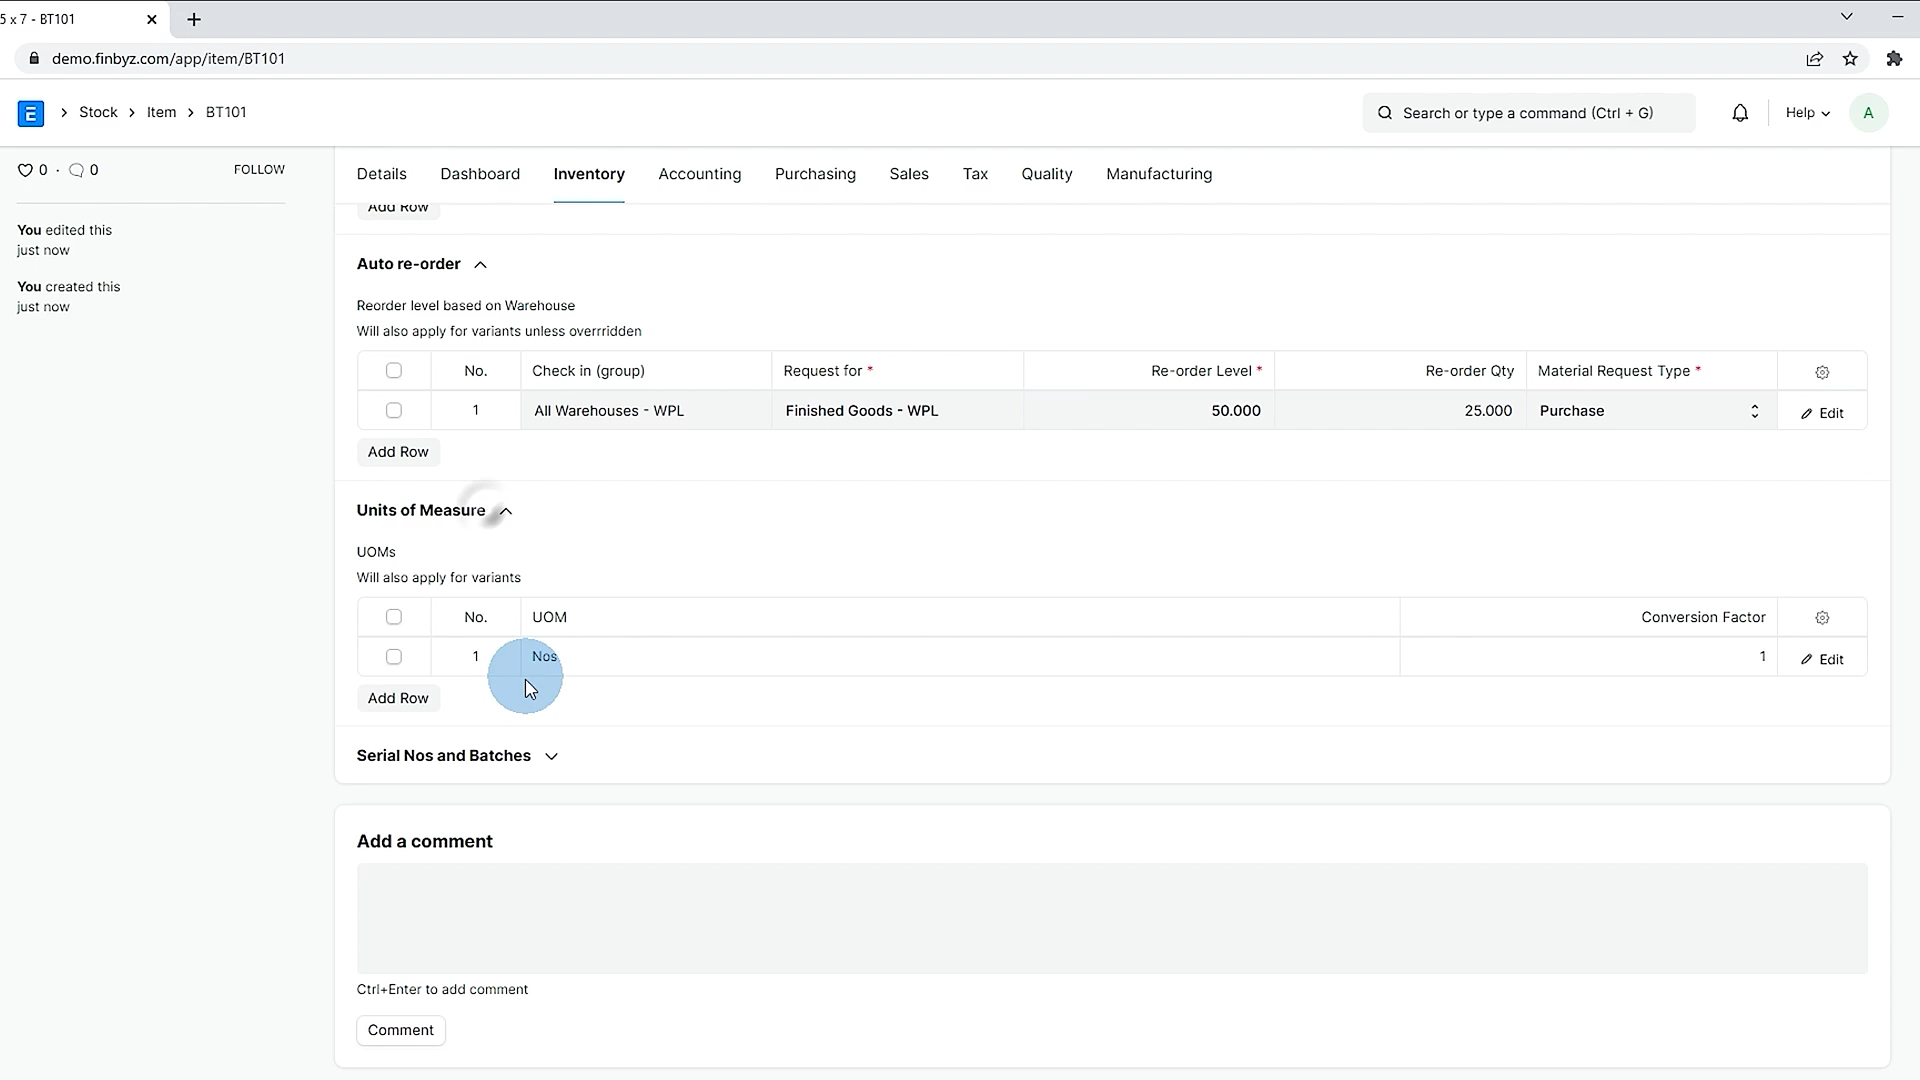 5 x 7 - BT101
demo.finbyz.com/app/item/BT101
Stock Item BT101
Search or type a command (Ctrl + G)
Help
A
0 · 0 FOLLOW
You edited this
just now
You created this
just now
Details Dashboard Inventory Accounting Purchasing Sales Tax Quality Manufacturing
Add Row
Auto re-order
Reorder level based on Warehouse
Will also apply for variants unless overrridden
No. Check in (group) Request for * Re-order Level * Re-order Qty Material Request Type *
1 All Warehouses - WPL Finished Goods - WPL 50.000 25.000 Purchase Edit
Add Row
Units of Measure
UOMs
Will also apply for variants
No. UOM Conversion Factor
1 Nos 1 Edit
Add Row
Serial Nos and Batches
Add a comment
Ctrl+Enter to add comment
Comment